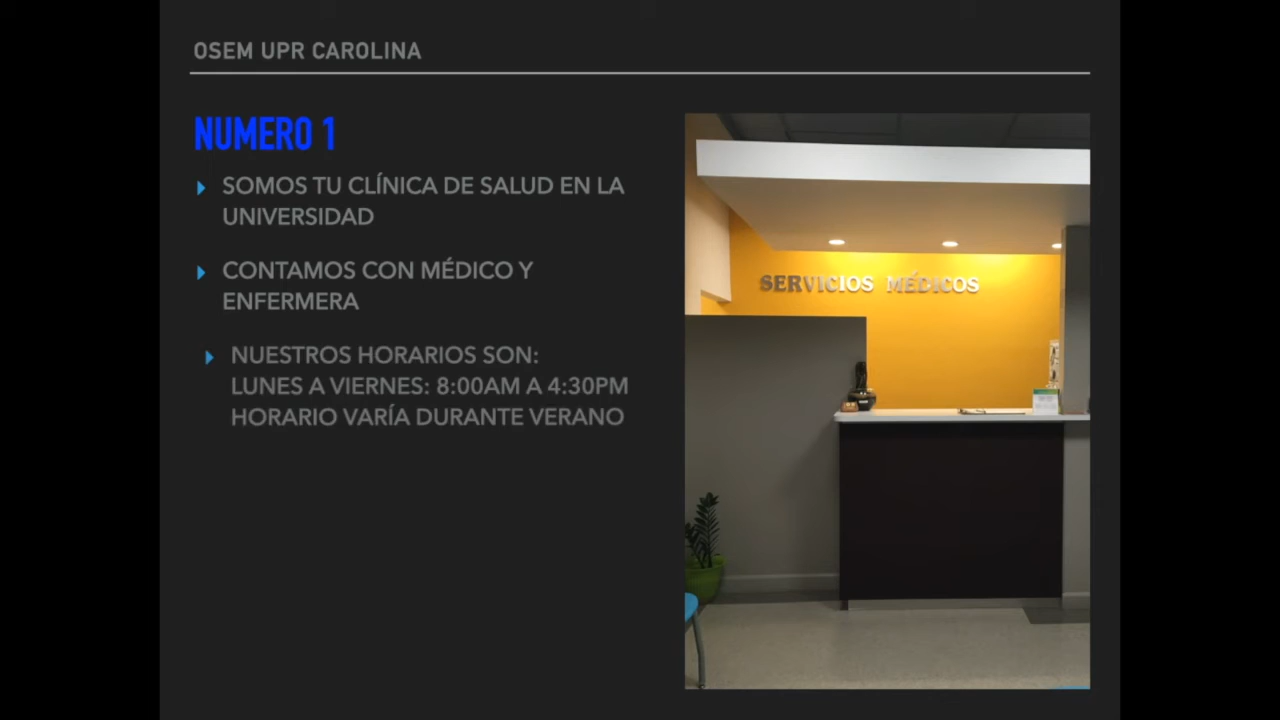 OSEM UPR CAROLINA
NUMERO 1
SOMOS TU CLÍNICA DE SALUD EN LA
UNIVERSIDAD
CONTAMOS CON MÉDICO Y
ENFERMERA
NUESTROS HORARIOS SON:
LUNES A VIERNES: 8:00AM A 4:30PM
HORARIO VARÍA DURANTE VERANO
SERVICIOS MÉDICOS